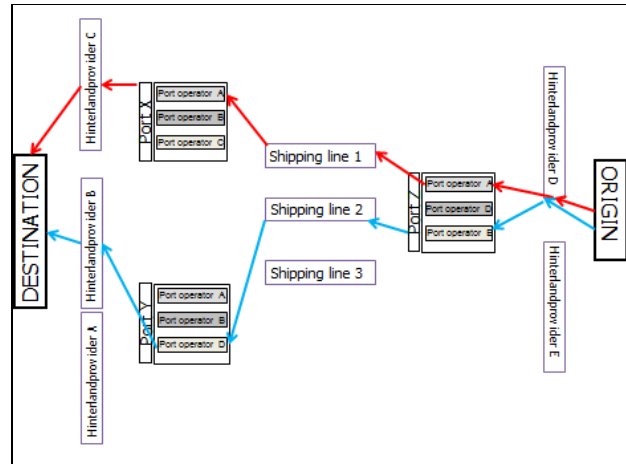 DESTINATION
Hinterlandprovider C
Hinterlandprovider B
Hinterlandprovider A
Port X
Port operator A
Port operator B
Port operator C
Port Y
Port operator A
Port operator B
Port operator D
Shipping line 1
Shipping line 2
Shipping line 3
Port Z
Port operator A
Port operator D
Port operator B
Hinterlandprovider D
Hinterlandprovider E
ORIGIN